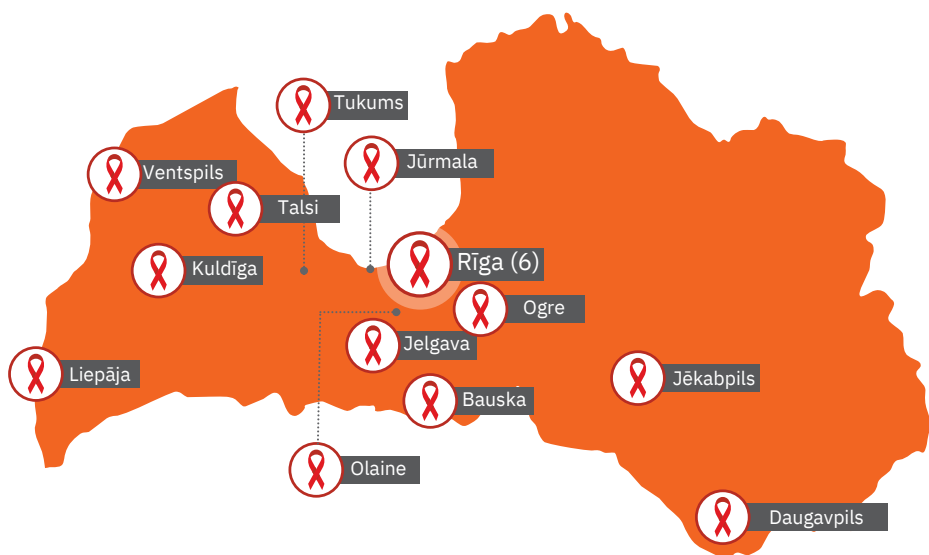 Tukums
Jūrmala
Ventspils
Talsi
Rīga (6)
Kuldīga
Ogre
Jelgava
Liepāja
Jēkabpils
Bauska
Olaine
Daugavpils